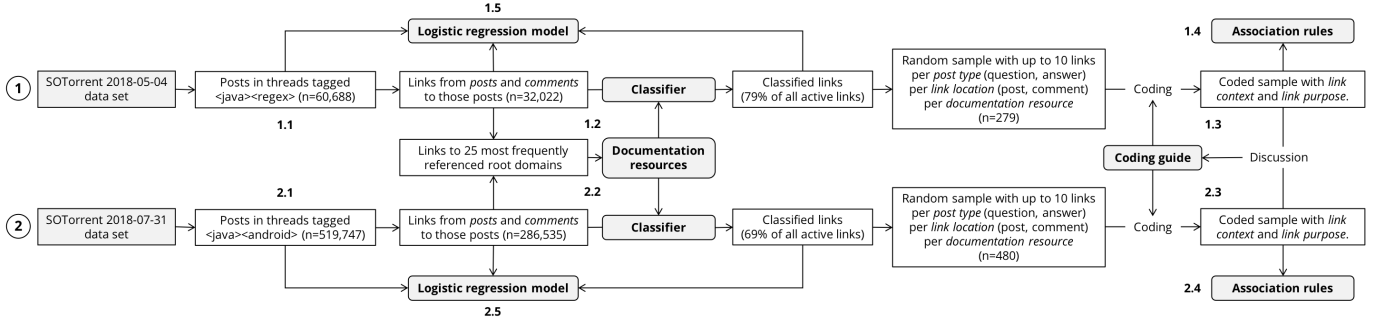 1.5
Logistic regression model
1.4
Association rules
1
SOTorrent 2018-05-04
data set
Posts in threads tagged
<java><regex> (n=60,688)
1.1
Links from posts and comments
to those posts (n=32,022)
Classifier
1.2
Classified links
(79% of all active links)
Random sample with up to 10 links
per post type (question, answer)
per link location (post, comment)
per documentation resource
(n=279)
Coding
1.3
Coded sample with link
context and link purpose.
Links to 25 most frequently
referenced root domains
Documentation
resources
Coding guide
Discussion
2.1
2.2
2.3
2
SOTorrent 2018-07-31
data set
Posts in threads tagged
<java><android> (n=519,747)
Links from posts and comments
to those posts (n=286,535)
Classifier
Classified links
(69% of all active links)
Random sample with up to 10 links
per post type (question, answer)
per link location (post, comment)
per documentation resource
(n=480)
Coding
Coded sample with link
context and link purpose.
Logistic regression model
2.5
2.4
Association rules